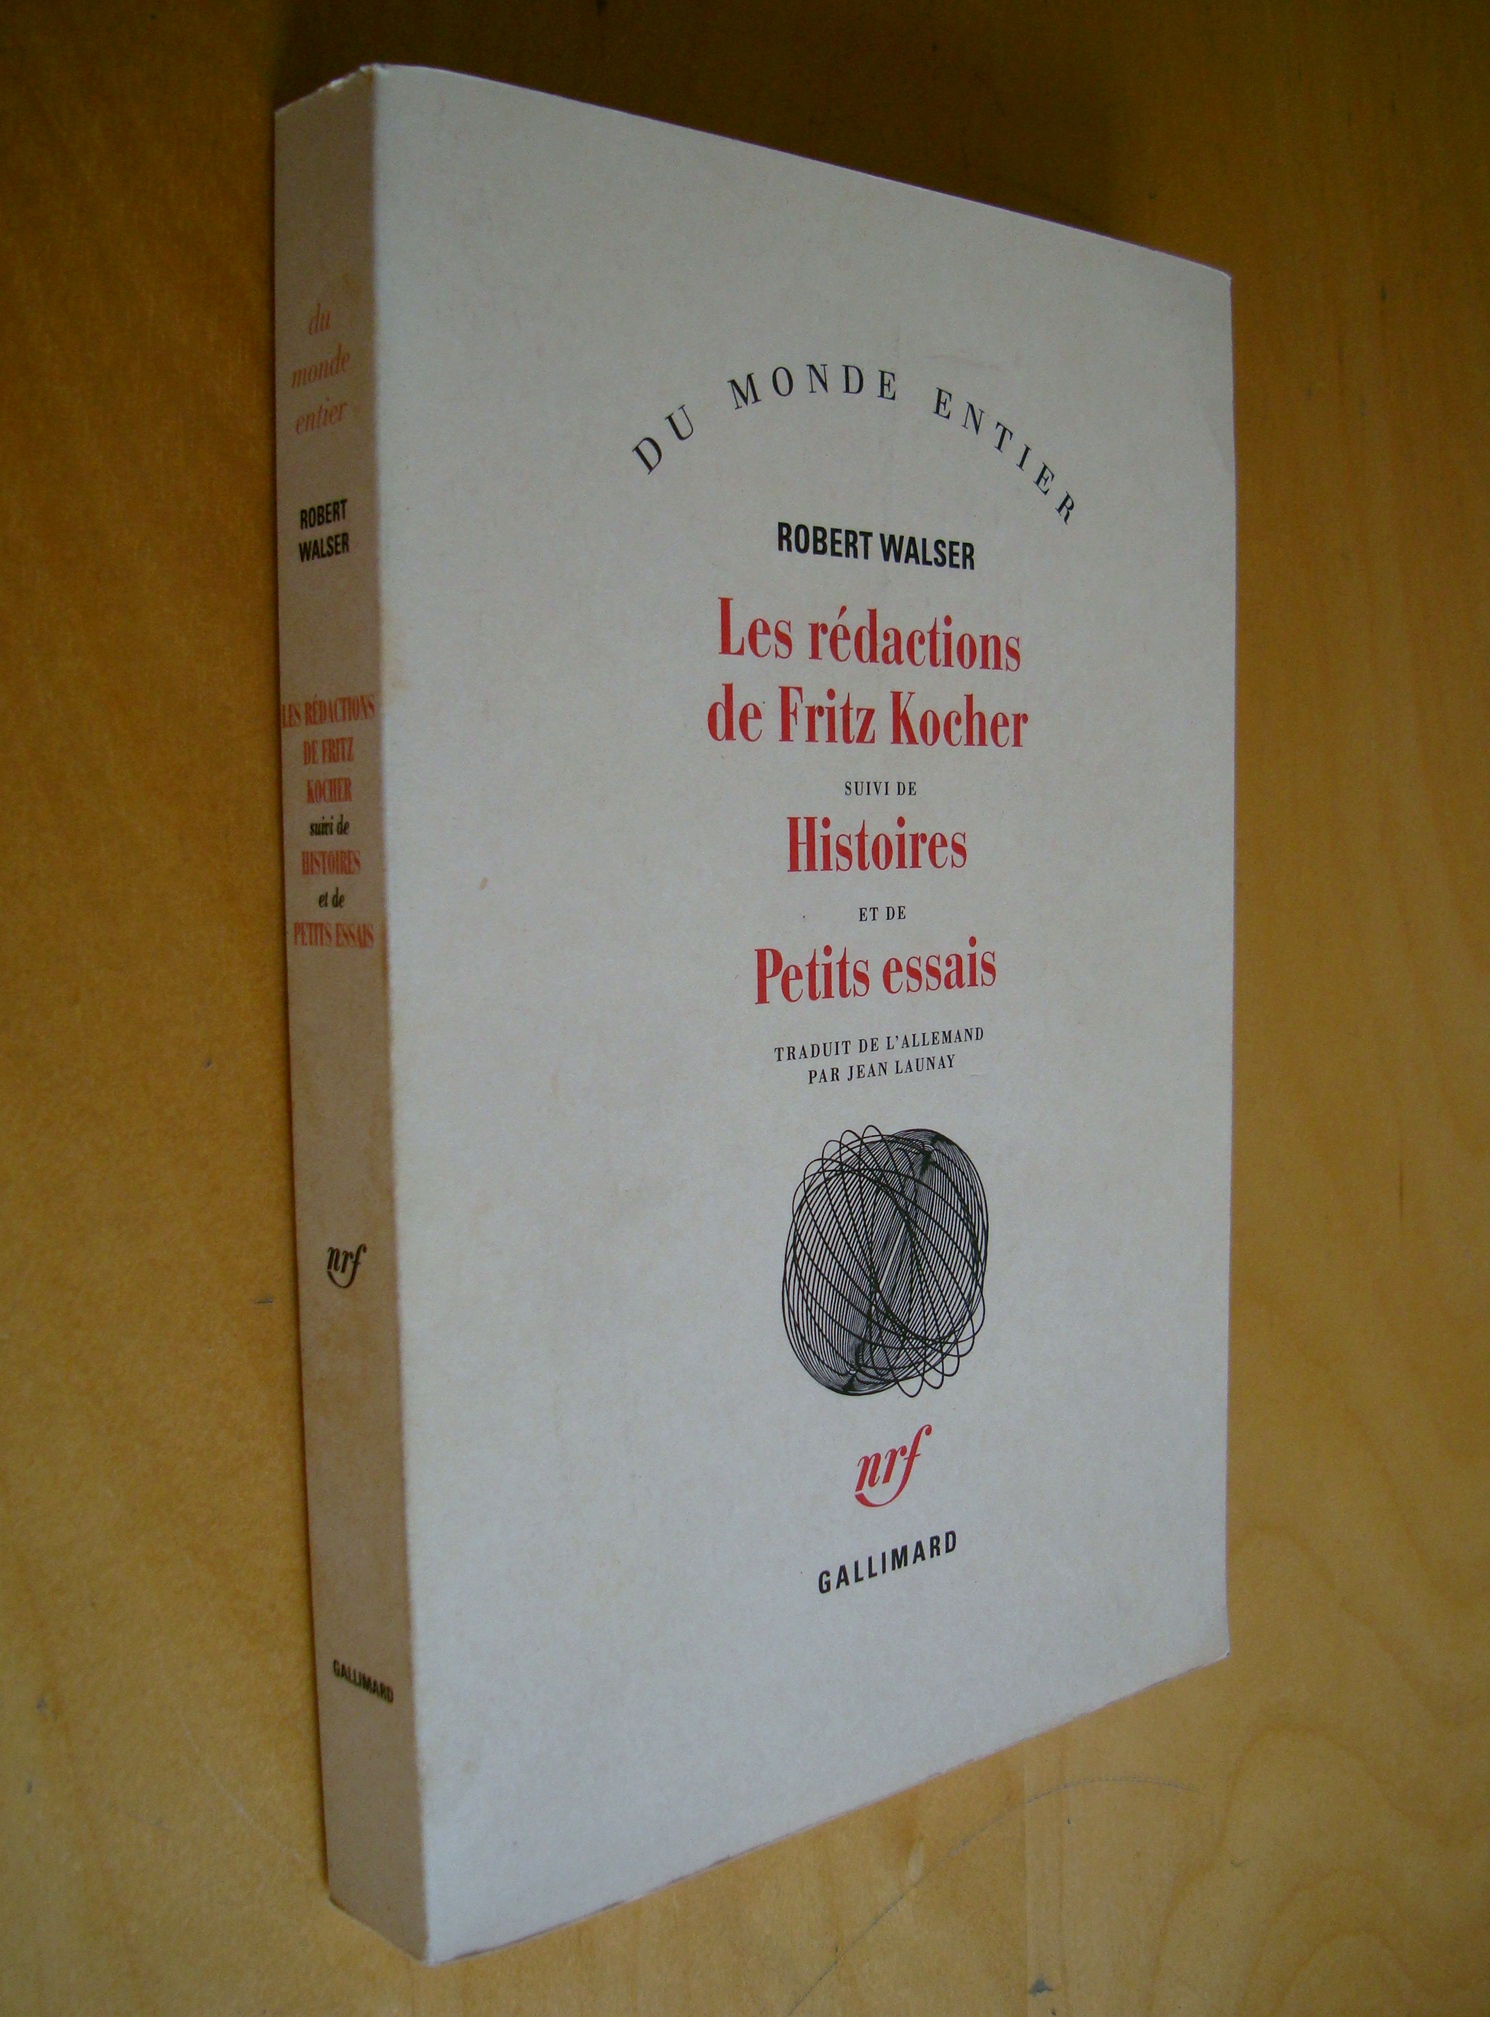 du
monde
entier
ROBERT
WALSER
LES RÉDACTIONS
DE FRITZ
KOCHER
suivi de
HISTOIRES
et de
PETITS ESSAIS
nrf
GALLIMARD
DU MONDE ENTIER
ROBERT WALSER
Les rédactions
de Fritz Kocher
SUIVI DE
Histoires
ET DE
Petits essais
TRADUIT DE L'ALLEMAND
PAR JEAN LAUNAY
nrf
GALLIMARD